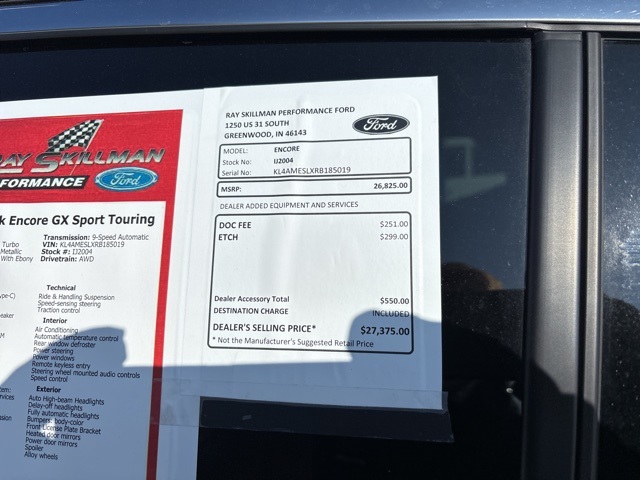 RAY SKILLMAN
PERFORMANCE Ford
k Encore GX Sport Touring
Turbo
Metallic
With Ebony
Transmission: 9-Speed Automatic
VIN: KL4AMESLXRB185019
Stock #: IJ2004
Drivetrain: AWD
ype-C)
eaker
M
tem:
rvices
ssion
Technical
Ride & Handling Suspension
Speed-sensing steering
Traction control
Interior
Air Conditioning
Automatic temperature control
Rear window defroster
Power steering
Power windows
Remote keyless entry
Steering wheel mounted audio controls
Speed control
Exterior
Auto High-beam Headlights
Delay-off headlights
Fully automatic headlights
Bumpers: body-color
Front License Plate Bracket
Heated door mirrors
Power door mirrors
Spoiler
Alloy wheels
RAY SKILLMAN PERFORMANCE FORD
1250 US 31 SOUTH
GREENWOOD, IN 46143
Ford
MODEL: ENCORE
Stock No: IJ2004
Serial No: KL4AMESLXRB185019
MSRP: 26,825.00
DEALER ADDED EQUIPMENT AND SERVICES
DOC FEE $251.00
ETCH $299.00
Dealer Accessory Total $550.00
DESTINATION CHARGE INCLUDED
DEALER'S SELLING PRICE* $27,375.00
* Not the Manufacturer's Suggested Retail Price